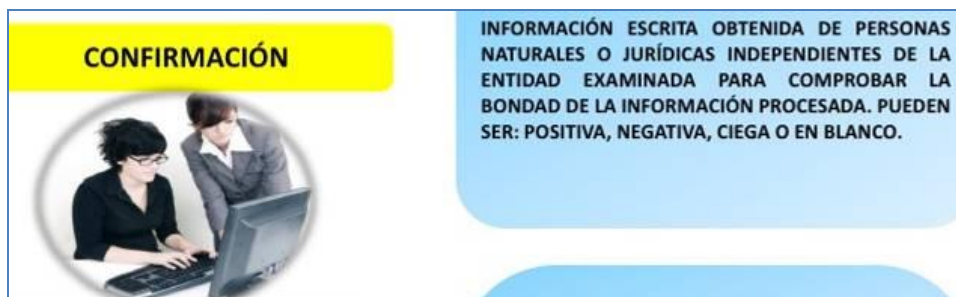 CONFIRMACIÓN
INFORMACIÓN ESCRITA OBTENIDA DE PERSONAS
NATURALES O JURÍDICAS INDEPENDIENTES DE LA
ENTIDAD EXAMINADA PARA COMPROBAR LA
BONDAD DE LA INFORMACIÓN PROCESADA. PUEDEN
SER: POSITIVA, NEGATIVA, CIEGA O EN BLANCO.